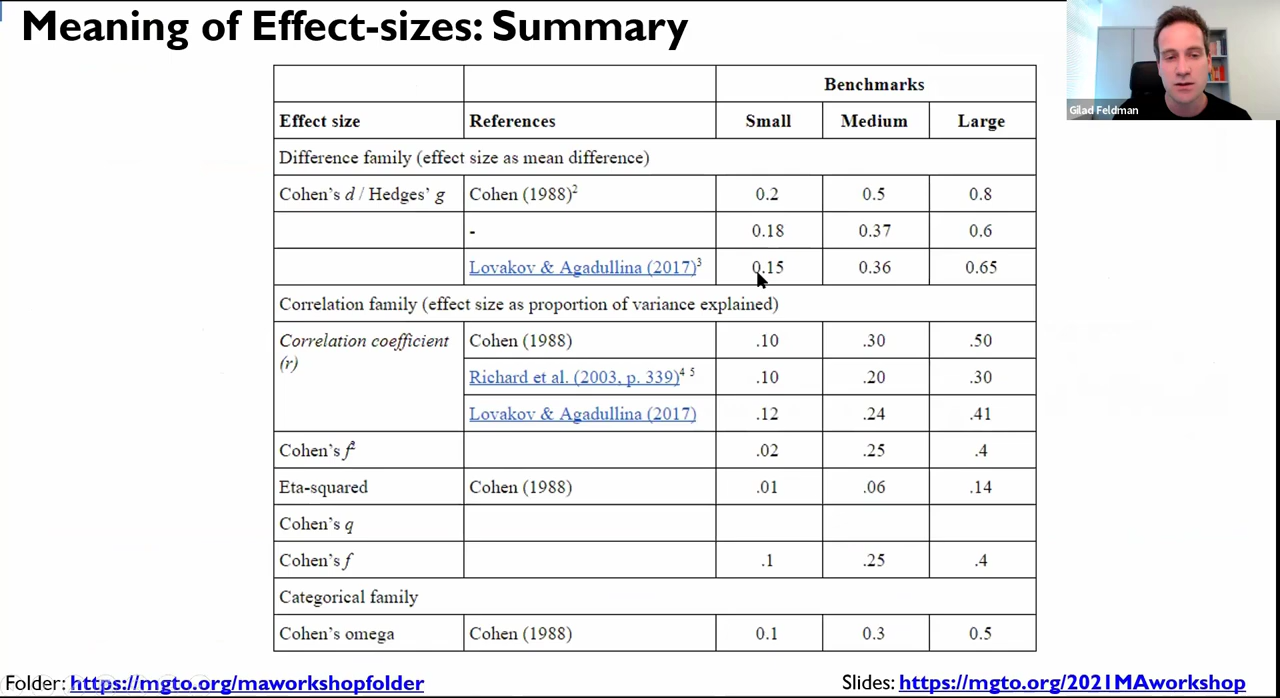 Meaning of Effect-sizes: Summary
Gilad Feldman
Benchmarks
Effect size References Small Medium Large
Difference family (effect size as mean difference)
Cohen's d / Hedges' g Cohen (1988)2 0.2 0.5 0.8
- 0.18 0.37 0.6
Lovakov & Agadullina (2017)3 0.15 0.36 0.65
Correlation family (effect size as proportion of variance explained)
Correlation coefficient Cohen (1988) .10 .30 .50
(r)
Richard et al. (2003, p. 339)4 5 .10 .20 .30
Lovakov & Agadullina (2017) .12 .24 .41
Cohen's f2 .02 .25 .4
Eta-squared Cohen (1988) .01 .06 .14
Cohen's q
Cohen's f .1 .25 .4
Categorical family
Cohen's omega Cohen (1988) 0.1 0.3 0.5
Folder: https://mgto.org/maworkshopfolder
Slides: https://mgto.org/2021MAworkshop